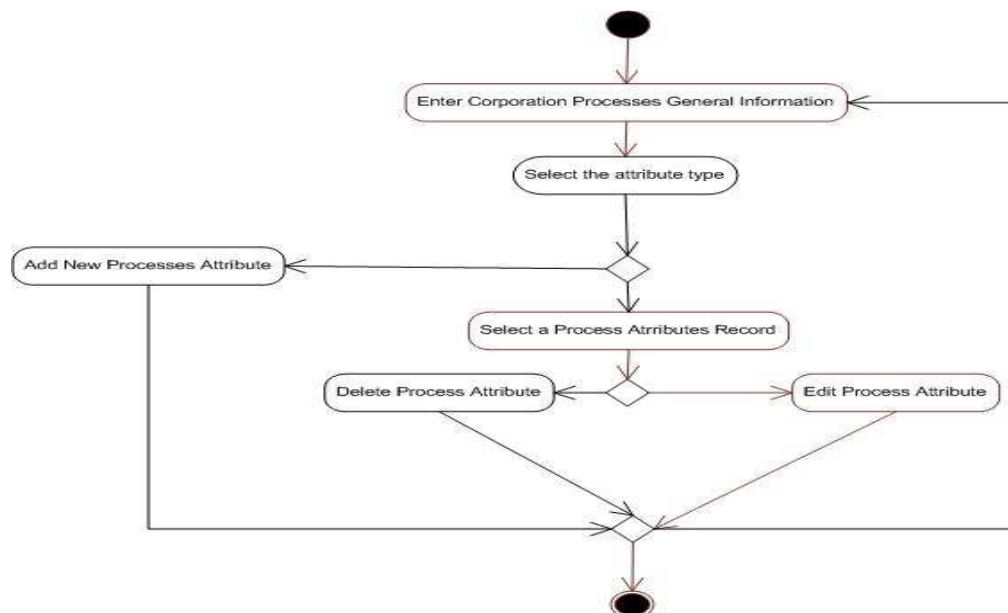 Enter Corporation Processes General Information
Select the attribute type
Add New Processes Attribute
Select a Process Atrributes Record
Delete Process Attribute
Edit Process Attribute